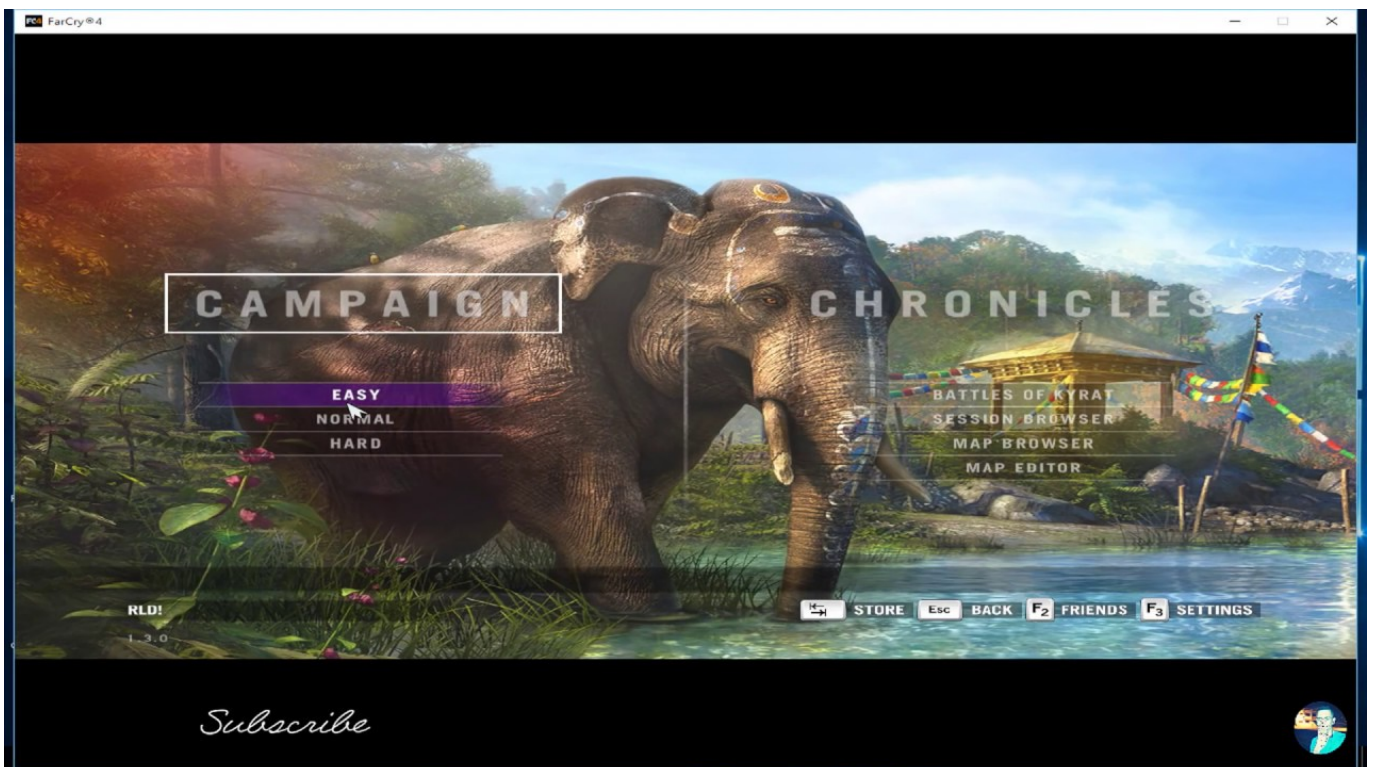 FC4 FarCry®4
CAMPAIGN
EASY
NORMAL
HARD
CHRONICLES
BATTLES OF KYRAT
SESSION BROWSER
MAP BROWSER
MAP EDITOR
RLD!
1.3.0
STORE Esc BACK F2 FRIENDS F3 SETTINGS
Subscribe